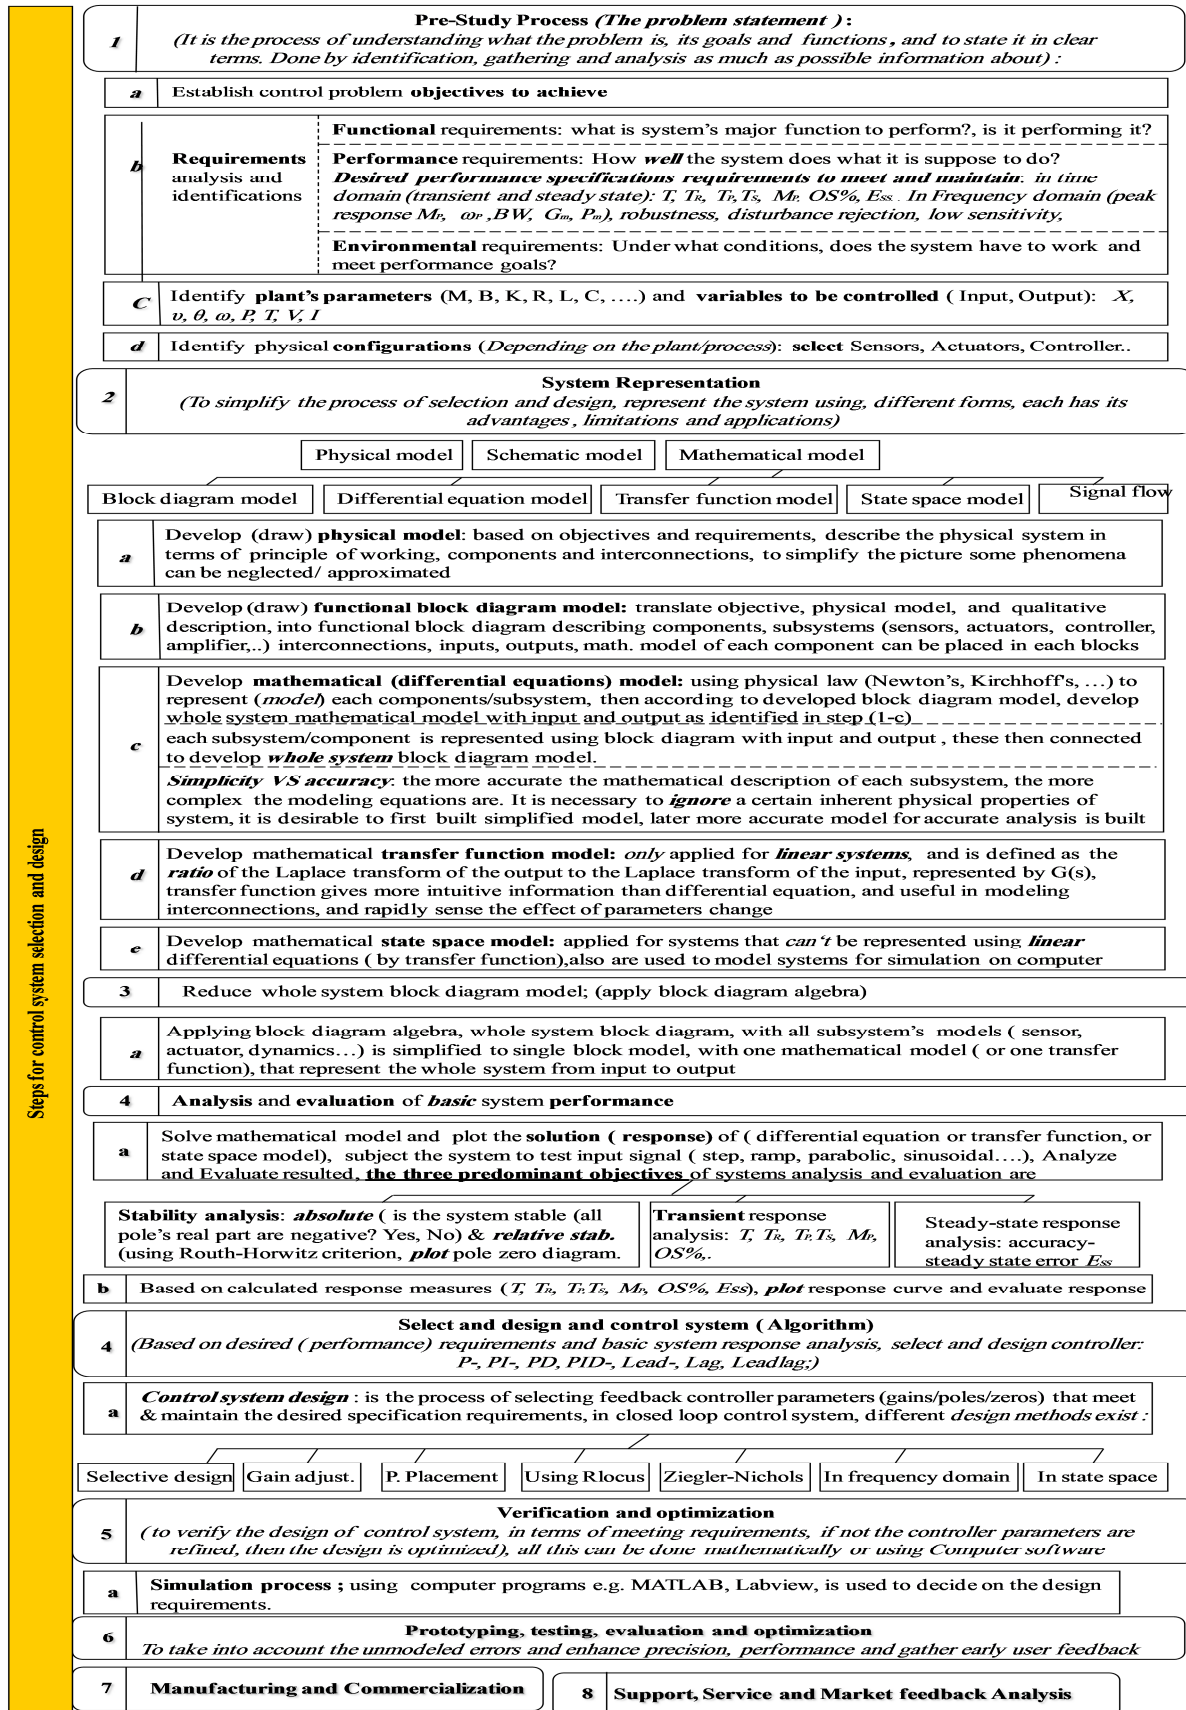 Steps for control system selection and design
1
Pre-Study Process (The problem statement ) :
(It is the process of understanding what the problem is, its goals and functions , and to state it in clear
terms. Done by identification, gathering and analysis as much as possible information about) :
a
Establish control problem objectives to achieve
b
Requirements
analysis and
identifications
Functional requirements: what is system's major function to perform?, is it performing it?
Performance requirements: How well the system does what it is suppose to do?
Desired performance specifications requirements to meet and maintain. in time
domain (transient and steady state): T, TR, TP,TS, MP, OS%, ESS. . In Frequency domain (peak
response MP, ωP ,BW, Gm, Pm), robustness, disturbance rejection, low sensitivity,
Environmental requirements: Under what conditions, does the system have to work and
meet performance goals?
C
Identify plant's parameters (M, B, K, R, L, C, ....) and variables to be controlled ( Input, Output): X,
υ, θ, ω, P, T, V, I
d
Identify physical configurations (Depending on the plant/process): select Sensors, Actuators, Controller..
2
System Representation
(To simplify the process of selection and design, represent the system using, different forms, each has its
advantages , limitations and applications)
Physical model
Schematic model
Mathematical model
Block diagram model
Differential equation model
Transfer function model
State space model
Signal flow
a
Develop (draw) physical model: based on objectives and requirements, describe the physical system in
terms of principle of working, components and interconnections, to simplify the picture some phenomena
can be neglected/ approximated
b
Develop (draw) functional block diagram model: translate objective, physical model, and qualitative
description, into functional block diagram describing components, subsystems (sensors, actuators, controller,
amplifier,..) interconnections, inputs, outputs, math. model of each component can be placed in each blocks
c
Develop mathematical (differential equations) model: using physical law (Newton's, Kirchhoff's, ...) to
represent (model) each components/subsystem, then according to developed block diagram model, develop
whole system mathematical model with input and output as identified in step (1-c)
each subsystem/component is represented using block diagram with input and output , these then connected
to develop whole system block diagram model.
Simplicity VS accuracy: the more accurate the mathematical description of each subsystem, the more
complex the modeling equations are. It is necessary to ignore a certain inherent physical properties of
system, it is desirable to first built simplified model, later more accurate model for accurate analysis is built
d
Develop mathematical transfer function model: only applied for linear systems, and is defined as the
ratio of the Laplace transform of the output to the Laplace transform of the input, represented by G(s),
transfer function gives more intuitive information than differential equation, and useful in modeling
interconnections, and rapidly sense the effect of parameters change
e
Develop mathematical state space model: applied for systems that can't be represented using linear
differential equations ( by transfer function),also are used to model systems for simulation on computer
3
Reduce whole system block diagram model; (apply block diagram algebra)
a
Applying block diagram algebra, whole system block diagram, with all subsystem's models ( sensor,
actuator, dynamics...) is simplified to single block model, with one mathematical model ( or one transfer
function), that represent the whole system from input to output
4
Analysis and evaluation of basic system performance
a
Solve mathematical model and plot the solution ( response) of ( differential equation or transfer function, or
state space model), subject the system to test input signal ( step, ramp, parabolic, sinusoidal....), Analyze
and Evaluate resulted, the three predominant objectives of systems analysis and evaluation are
Stability analysis: absolute ( is the system stable (all
pole's real part are negative? Yes, No) & relative stab.
(using Routh-Horwitz criterion, plot pole zero diagram.
Transient response
analysis: T, TR, TP,TS, MP,
OS%,.
Steady-state response
analysis: accuracy-
steady state error Ess
b
Based on calculated response measures (T, TR, TP,TS, MP, OS%, Ess), plot response curve and evaluate response
4
Select and design and control system ( Algorithm)
(Based on desired ( performance) requirements and basic system response analysis, select and design controller:
P-, PI-, PD, PID-, Lead-, Lag, Leadlag;)
a
Control system design : is the process of selecting feedback controller parameters (gains/poles/zeros) that meet
& maintain the desired specification requirements, in closed loop control system, different design methods exist :
Selective design
Gain adjust.
P. Placement
Using Rlocus
Ziegler-Nichols
In frequency domain
In state space
5
Verification and optimization
( to verify the design of control system, in terms of meeting requirements, if not the controller parameters are
refined, then the design is optimized), all this can be done mathematically or using Computer software
a
Simulation process ; using computer programs e.g. MATLAB, Labview, is used to decide on the design
requirements.
6
Prototyping, testing, evaluation and optimization
To take into account the unmodeled errors and enhance precision, performance and gather early user feedback
7
Manufacturing and Commercialization
8
Support, Service and Market feedback Analysis